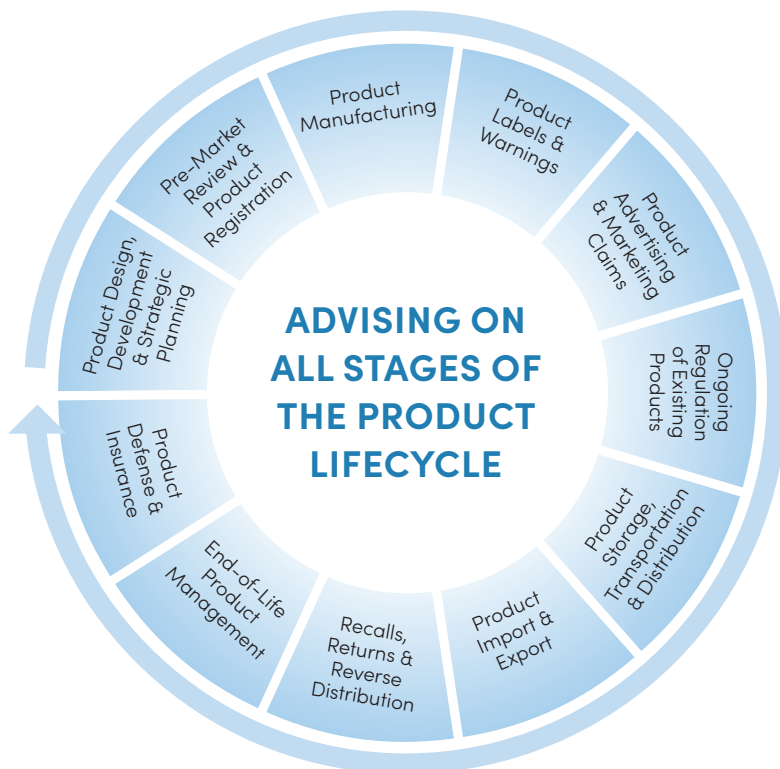 ADVISING ON
ALL STAGES OF
THE PRODUCT
LIFECYCLE
Product Design,
Development
& Strategic
Planning
Pre-Market
Review &
Product
Registration
Product
Manufacturing
Product
Labels &
Warnings
Product
Advertising
& Marketing
Claims
Ongoing
Regulation
of Existing
Products
Product
Storage,
Transportation
& Distribution
Product
Import &
Export
Recalls,
Returns &
Reverse
Distribution
End-of-Life
Product
Management
Product
Defense &
Insurance